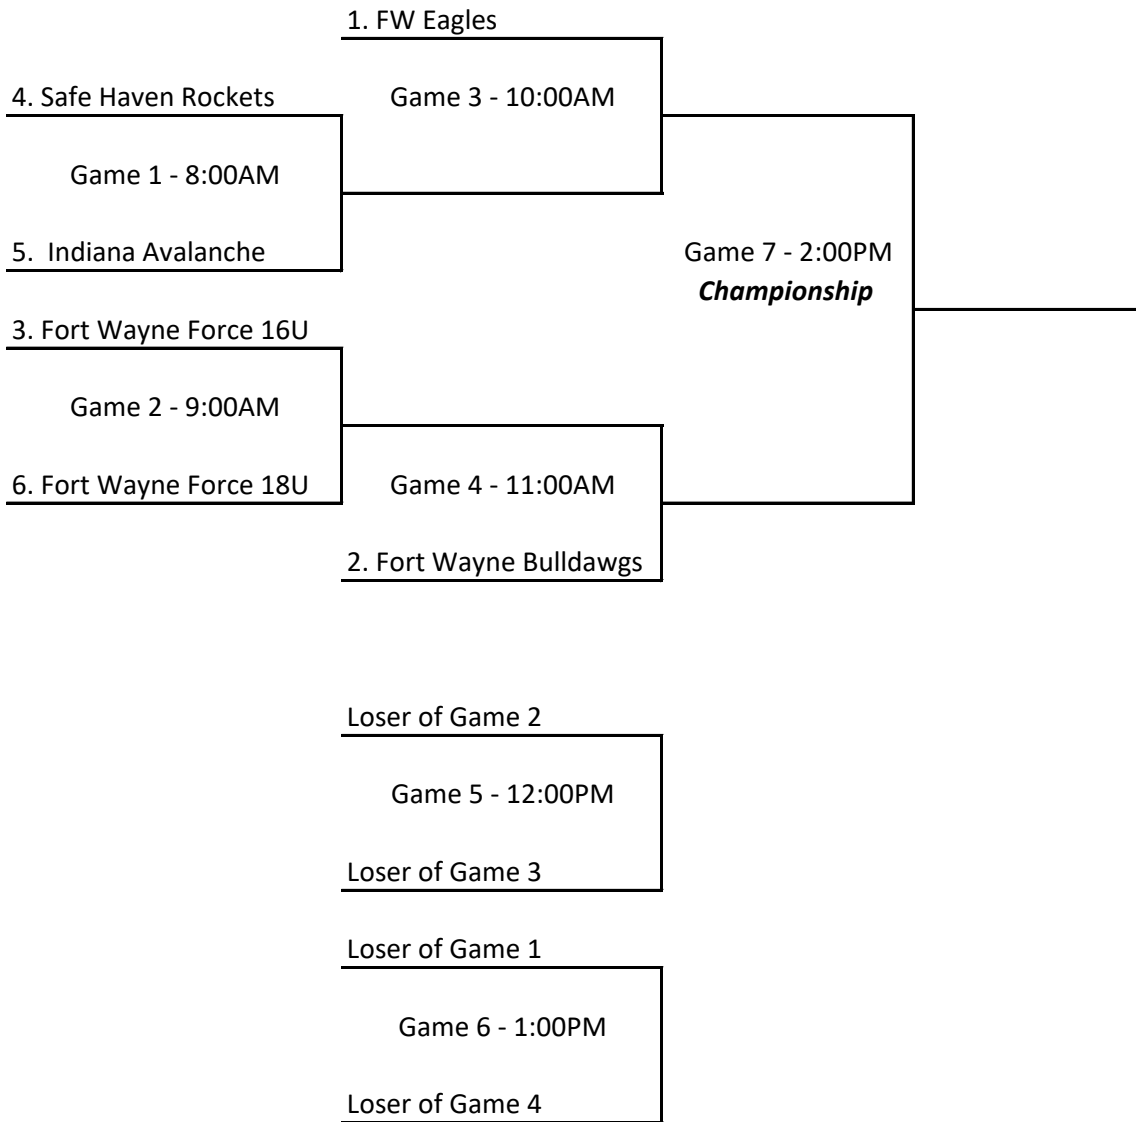 1. FW Eagles
4. Safe Haven Rockets
Game 3 - 10:00AM
Game 1 - 8:00AM
5.  Indiana Avalanche
Game 7 - 2:00PM
Championship
3. Fort Wayne Force 16U
Game 2 - 9:00AM
6. Fort Wayne Force 18U
Game 4 - 11:00AM
2. Fort Wayne Bulldawgs
Loser of Game 2
Game 5 - 12:00PM
Loser of Game 3
Loser of Game 1
Game 6 - 1:00PM
Loser of Game 4